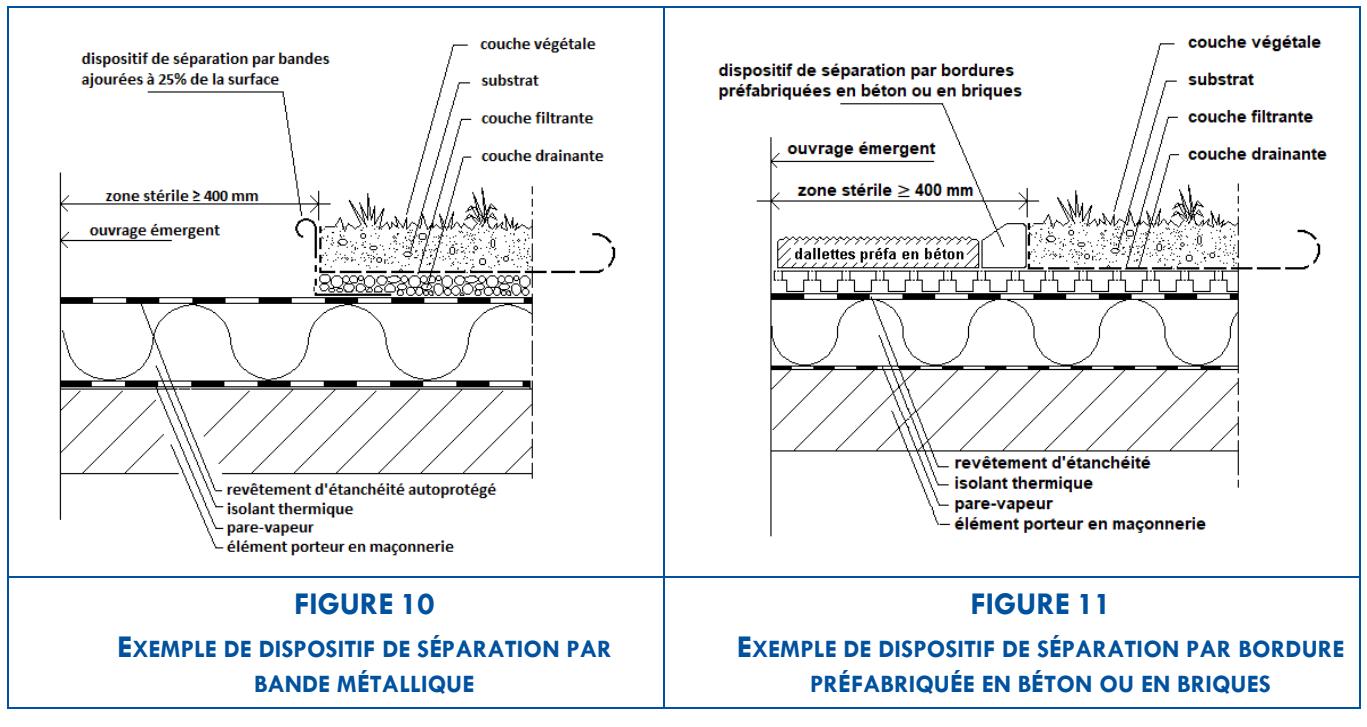 couche végétale
dispositif de séparation par bandes
ajourées à 25% de la surface
substrat
couche filtrante
couche drainante
zone stérile ≥ 400 mm
ouvrage émergent
revêtement d'étanchéité autoprotégé
isolant thermique
pare-vapeur
élément porteur en maçonnerie
FIGURE 10
EXEMPLE DE DISPOSITIF DE SÉPARATION PAR
BANDE MÉTALLIQUE
couche végétale
dispositif de séparation par bordures
préfabriquées en béton ou en briques
substrat
couche filtrante
couche drainante
ouvrage émergent
zone stérile ≥ 400 mm
dallettes préfa en béton
revêtement d'étanchéité
isolant thermique
pare-vapeur
élément porteur en maçonnerie
FIGURE 11
EXEMPLE DE DISPOSITIF DE SÉPARATION PAR BORDURE
PRÉFABRIQUÉE EN BÉTON OU EN BRIQUES